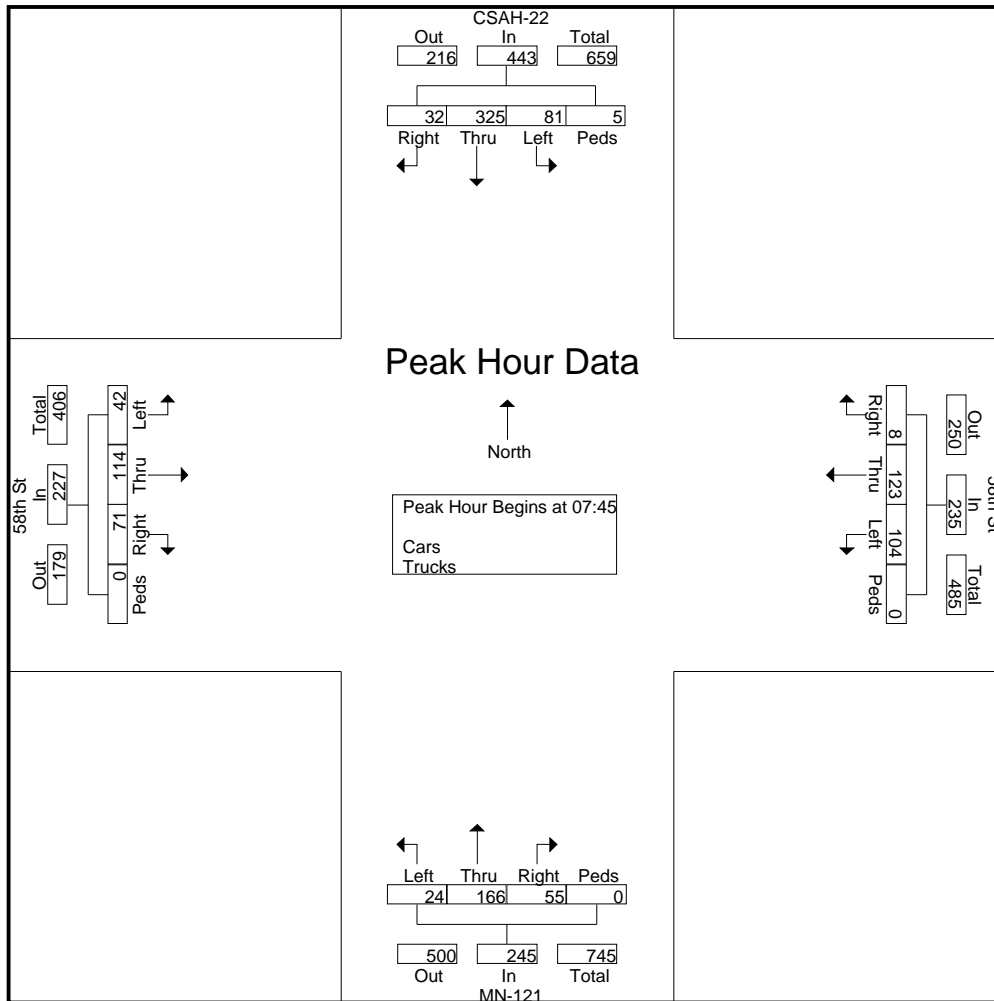 CSAH-22
Out In Total
216 443 659
32 325 81 5
Right Thru Left Peds
Peak Hour Data
North
Peak Hour Begins at 07:45
Cars
Trucks
58th St
Total In Out
406 227 179
42 114 71 0
Left Thru Right Peds
Right Thru Left Peds
8 123 104 0
Out In Total
250 235 485
58th St
Left Thru Right Peds
24 166 55 0
500 245 745
Out In Total
MN-121